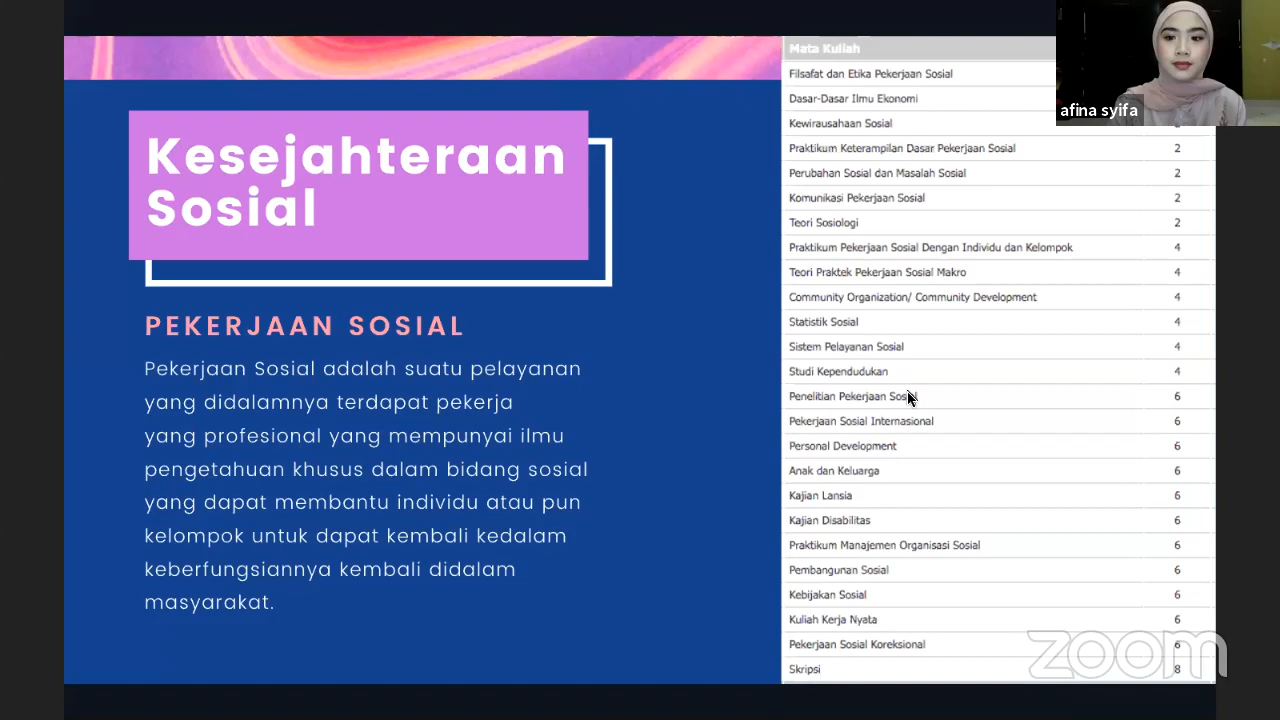 Kesejahteraan
Sosial
PEKERJAAN SOSIAL
Pekerjaan Sosial adalah suatu pelayanan
yang didalamnya terdapat pekerja
yang profesional yang mempunyai ilmu
pengetahuan khusus dalam bidang sosial
yang dapat membantu individu atau pun
kelompok untuk dapat kembali kedalam
keberfungsiannya kembali didalam
masyarakat.
Mata Kuliah
Filsafat dan Etika Pekerjaan Sosial
Dasar-Dasar Ilmu Ekonomi
Kewirausahaan Sosial
Praktikum Keterampilan Dasar Pekerjaan Sosial 2
Perubahan Sosial dan Masalah Sosial 2
Komunikasi Pekerjaan Sosial 2
Teori Sosiologi 2
Praktikum Pekerjaan Sosial Dengan Individu dan Kelompok 4
Teori Praktek Pekerjaan Sosial Makro 4
Community Organization/ Community Development 4
Statistik Sosial 4
Sistem Pelayanan Sosial 4
Studi Kependudukan 4
Penelitian Pekerjaan Sosial 6
Pekerjaan Sosial Internasional 6
Personal Development 6
Anak dan Keluarga 6
Kajian Lansia 6
Kajian Disabilitas 6
Praktikum Manajemen Organisasi Sosial 6
Pembangunan Sosial 6
Kebijakan Sosial 6
Kuliah Kerja Nyata 6
Pekerjaan Sosial Koreksional 6
Skripsi 8
afina syifa
zoom